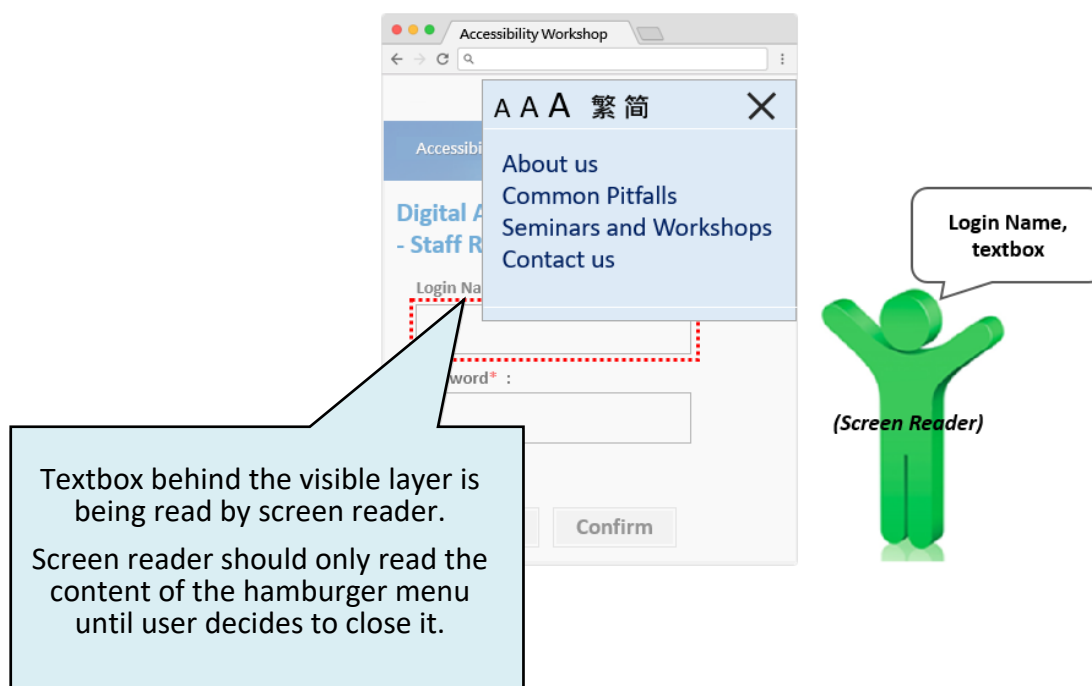 Accessibility Workshop
A A A 繁 简
Accessibi
About us
Common Pitfalls
Seminars and Workshops
Contact us
Digital A
- Staff R
Login Na
word* :
Confirm
Login Name,
textbox
(Screen Reader)
Textbox behind the visible layer is
being read by screen reader.
Screen reader should only read the
content of the hamburger menu
until user decides to close it.